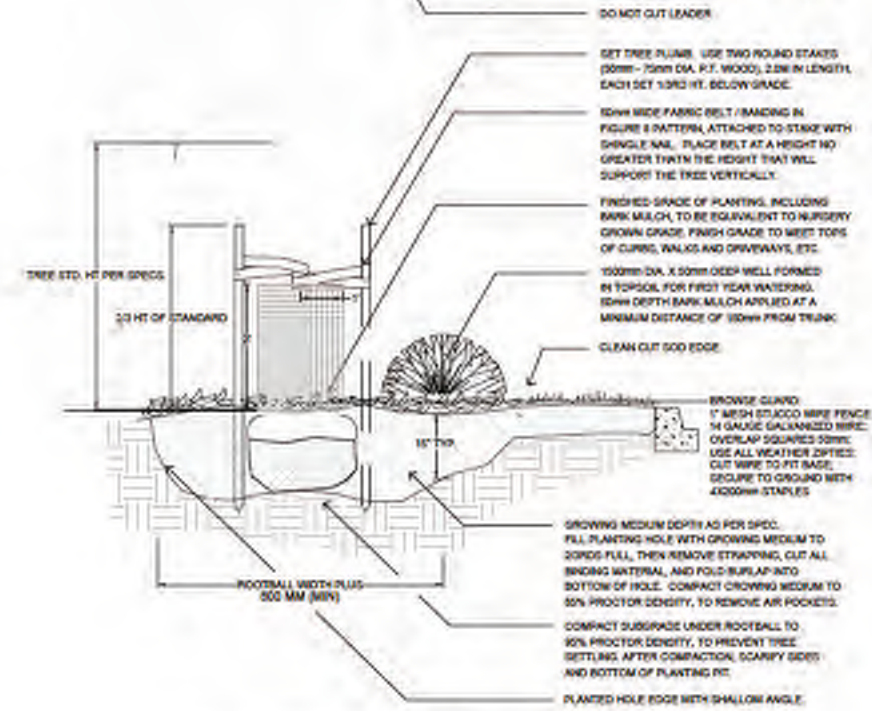 DO NOT CUT LEADER
SET TREE PLUMB. USE TWO ROUND STAKES
(50mm - 75mm DIA. P.T. WOOD), 2.0M IN LENGTH,
EACH SET 1/3RD HT. BELOW GRADE.
50mm WIDE FABRIC BELT / BANDING IN
FIGURE 8 PATTERN, ATTACHED TO STAKE WITH
SHINGLE NAIL. PLACE BELT AT A HEIGHT NO
GREATER THATN THE HEIGHT THAT WILL
SUPPORT THE TREE VERTICALLY.
FINISHED GRADE OF PLANTING, INCLUDING
BARK MULCH, TO BE EQUIVALENT TO NURSERY
GROWN GRADE. FINISH GRADE TO MEET TOPS
OF CURBS, WALKS AND DRIVEWAYS, ETC.
TREE STD. HT PER SPECS.
1500mm DIA. X 50mm DEEP WELL FORMED
IN TOPSOIL FOR FIRST YEAR WATERING.
50mm DEPTH BARK MULCH APPLIED AT A
MINIMUM DISTANCE OF 150mm FROM TRUNK
2/3 HT OF STANDARD
CLEAN CUT SOD EDGE
BROWSE GUARD:
1" MESH STUCCO WIRE FENCE
14 GAUGE GALVANIZED WIRE;
OVERLAP SQUARES 50mm;
USE ALL WEATHER ZIPTIES;
CUT WIRE TO FIT BASE;
SECURE TO GROUND WITH
4X200mm STAPLES
18" TYP.
GROWING MEDIUM DEPTH AS PER SPEC.
FILL PLANTING HOLE WITH GROWING MEDIUM TO
2/3RDS FULL, THEN REMOVE STRAPPING, CUT ALL
BINDING MATERIAL, AND FOLD BURLAP INTO
BOTTOM OF HOLE. COMPACT CROWING MEDIUM TO
85% PROCTOR DENSITY, TO REMOVE AIR POCKETS.
ROOTBALL WIDTH PLUS
600 MM (MIN)
COMPACT SUBGRADE UNDER ROOTBALL TO
95% PROCTOR DENSITY, TO PREVENT TREE
SETTLING. AFTER COMPACTION, SCARIFY SIDES
AND BOTTOM OF PLANTING PIT.
PLANTED HOLE EDGE WITH SHALLOW ANGLE.